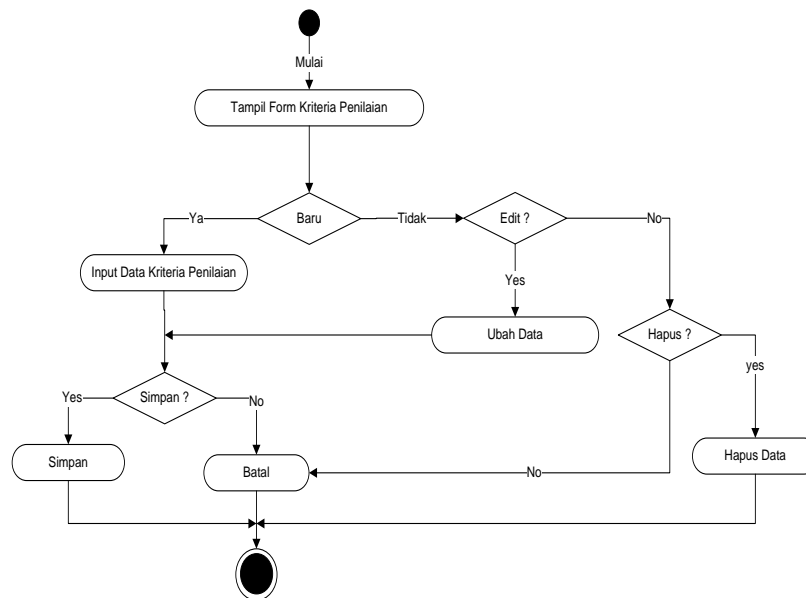 Mulai
Tampil Form Kriteria Penilaian
Ya
Baru
Tidak
Edit ?
No
Input Data Kriteria Penilaian
Yes
Ubah Data
Hapus ?
yes
Yes
Simpan ?
No
Simpan
Batal
No
Hapus Data